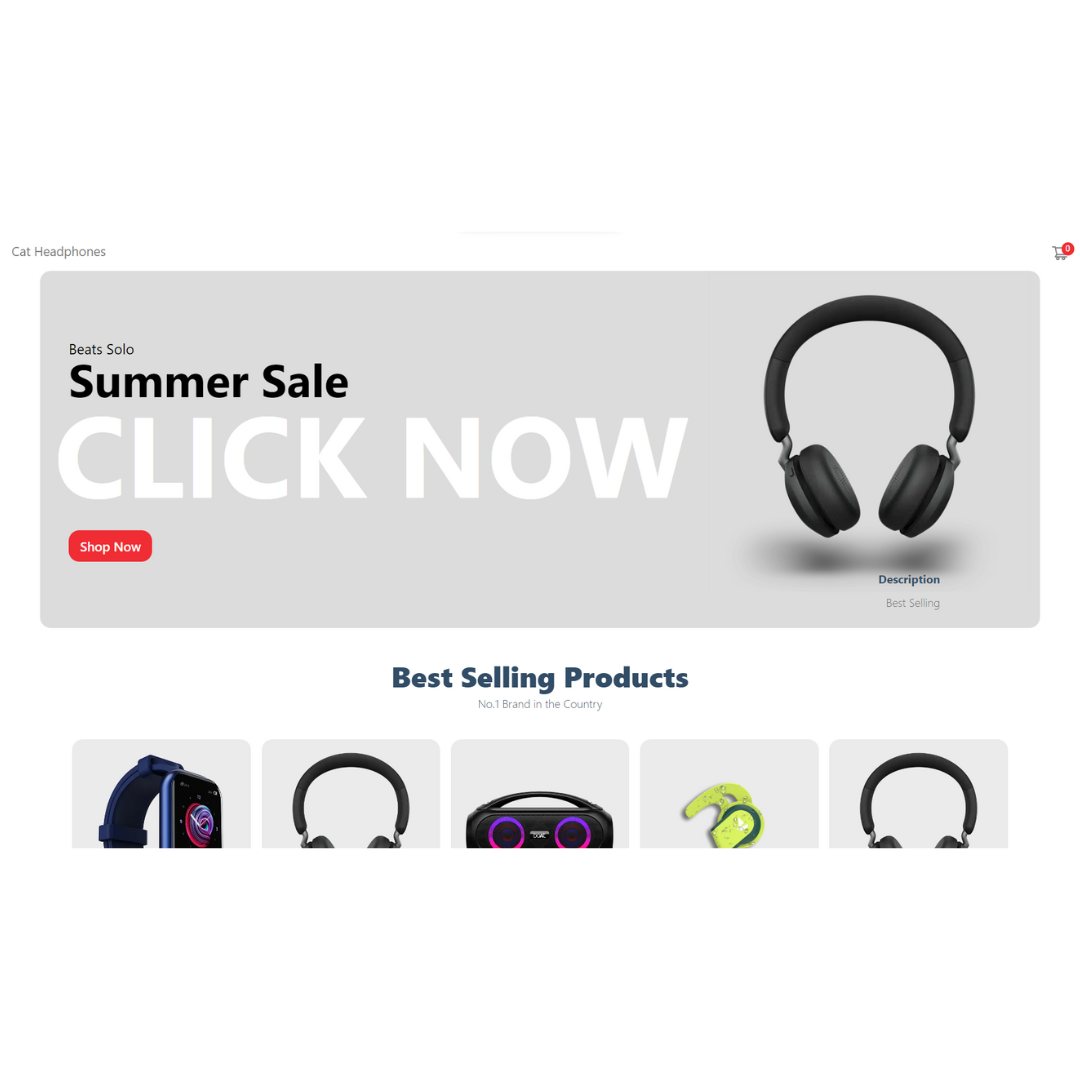 Cat Headphones
0
Beats Solo
Summer Sale
CLICK NOW
Shop Now
Description
Best Selling
Best Selling Products
No.1 Brand in the Country